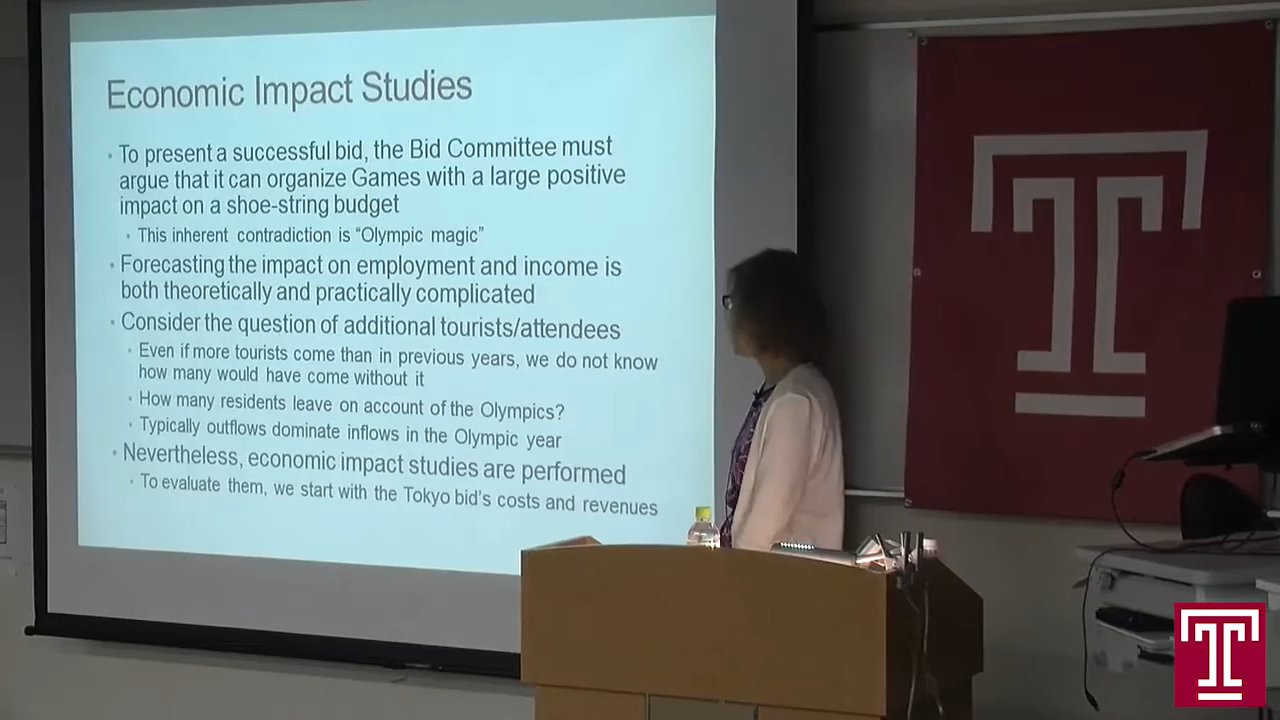 Economic Impact Studies
• To present a successful bid, the Bid Committee must
argue that it can organize Games with a large positive
impact on a shoe-string budget
• This inherent contradiction is “Olympic magic”
• Forecasting the impact on employment and income is
both theoretically and practically complicated
• Consider the question of additional tourists/attendees
• Even if more tourists come than in previous years, we do not know
how many would have come without it
• How many residents leave on account of the Olympics?
• Typically outflows dominate inflows in the Olympic year
• Nevertheless, economic impact studies are performed
• To evaluate them, we start with the Tokyo bid's costs and revenues
T
T